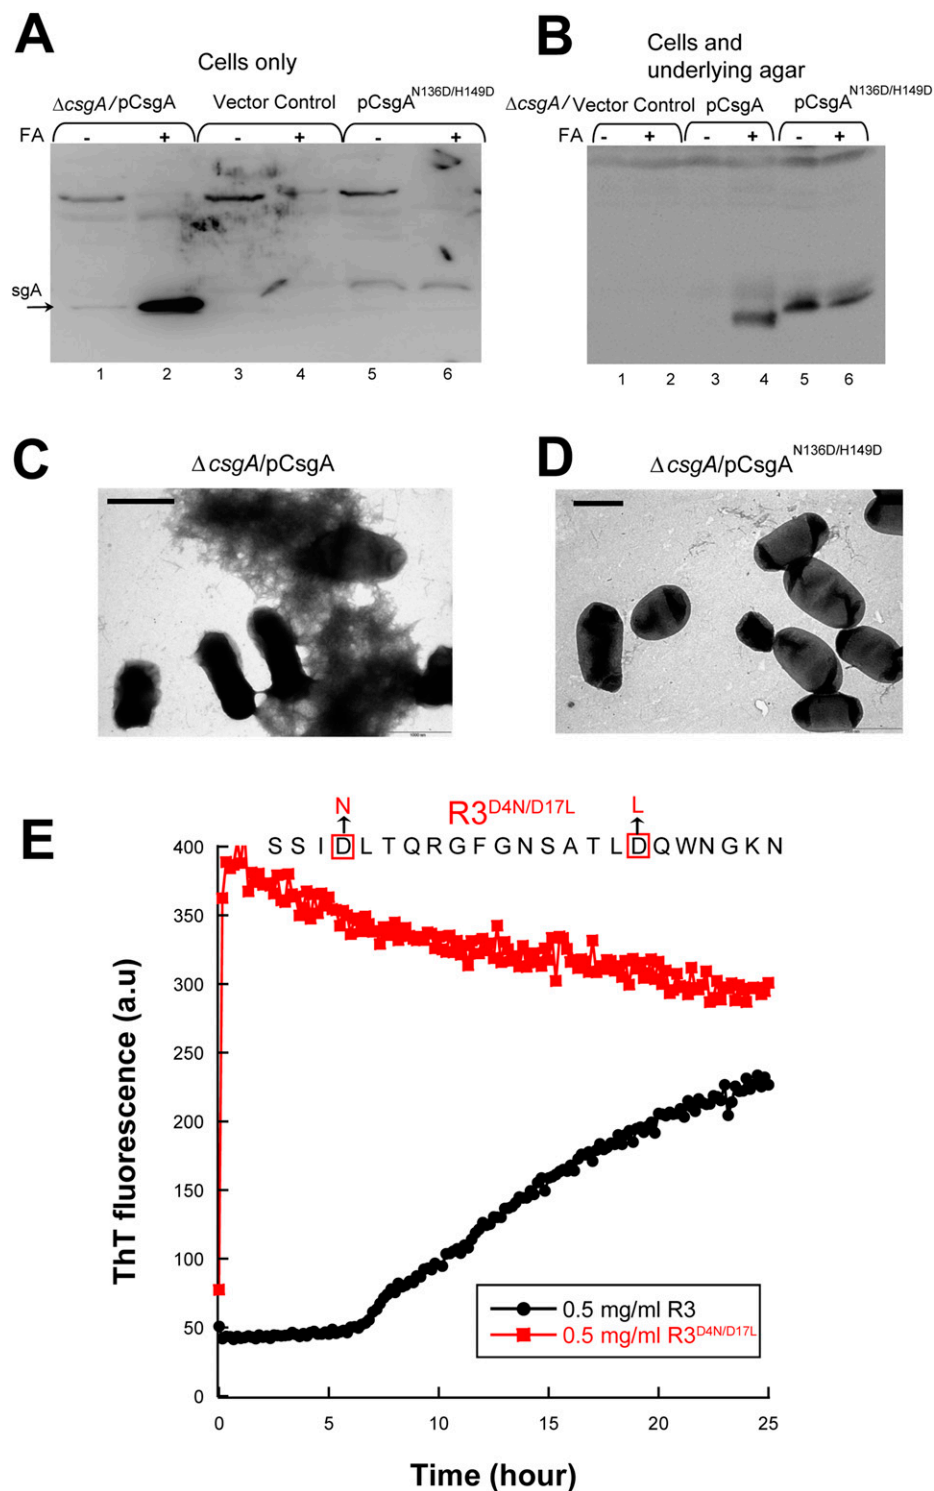 A
Cells only
ΔcsgA/pCsgA Vector Control pCsgA^N136D/H149D
FA - + - + - +
sgA
1 2 3 4 5 6
B
Cells and
underlying agar
ΔcsgA/Vector Control pCsgA pCsgA^N136D/H149D
FA - + - + - +
1 2 3 4 5 6
C
ΔcsgA/pCsgA
D
ΔcsgA/pCsgA^N136D/H149D
E
N R3^D4N/D17L L
S S I D L T Q R G F G N S A T L D Q W N G K N
400
350
300
250
200
150
100
50
0
ThT fluorescence (a.u)
0.5 mg/ml R3
0.5 mg/ml R3^D4N/D17L
0 5 10 15 20 25
Time (hour)